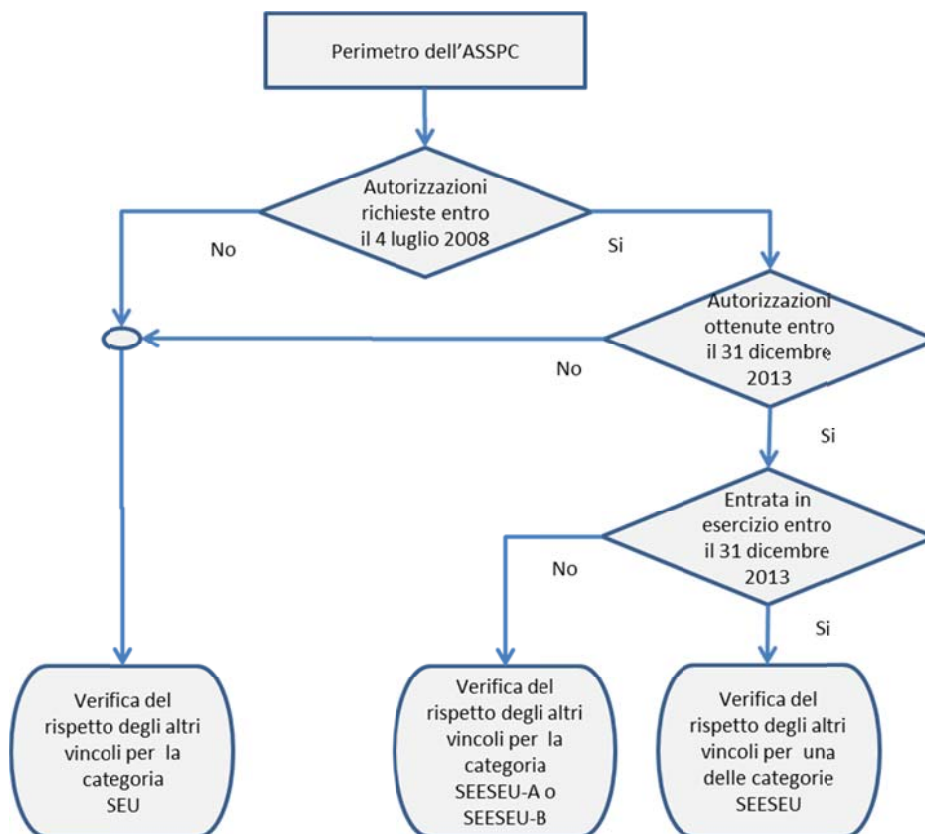 Perimetro dell'ASSPC
Autorizzazioni
richieste entro
il 4 luglio 2008
No
Si
Autorizzazioni
ottenute entro
il 31 dicembre
2013
No
Si
Entrata in
esercizio entro
il 31 dicembre
2013
No
Si
Verifica del
rispetto degli altri
vincoli per la
categoria
SEU
Verifica del
rispetto degli altri
vincoli per la
categoria
SEESEU-A o
SEESEU-B
Verifica del
rispetto degli altri
vincoli per una
delle categorie
SEESEU